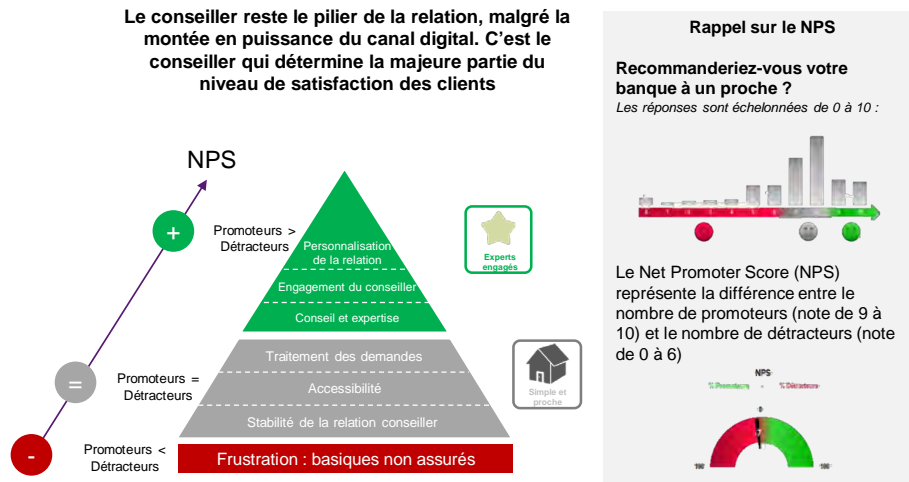 Le conseiller reste le pilier de la relation, malgré la
montée en puissance du canal digital. C’est le
conseiller qui détermine la majeure partie du
niveau de satisfaction des clients
NPS
+
Promoteurs >
Détracteurs
Personnalisation
de la relation
Engagement du conseiller
Conseil et expertise
Experts
engagés
=
Promoteurs =
Détracteurs
Traitement des demandes
Accessibilité
Stabilité de la relation conseiller
Simple et
proche
-
Promoteurs <
Détracteurs
Frustration : basiques non assurés
Rappel sur le NPS
Recommanderiez-vous votre
banque à un proche ?
Les réponses sont échelonnées de 0 à 10 :
Le Net Promoter Score (NPS)
représente la différence entre le
nombre de promoteurs (note de 9 à
10) et le nombre de détracteurs (note
de 0 à 6)
NPS
% Promoteurs - % Détracteurs
0
100 100